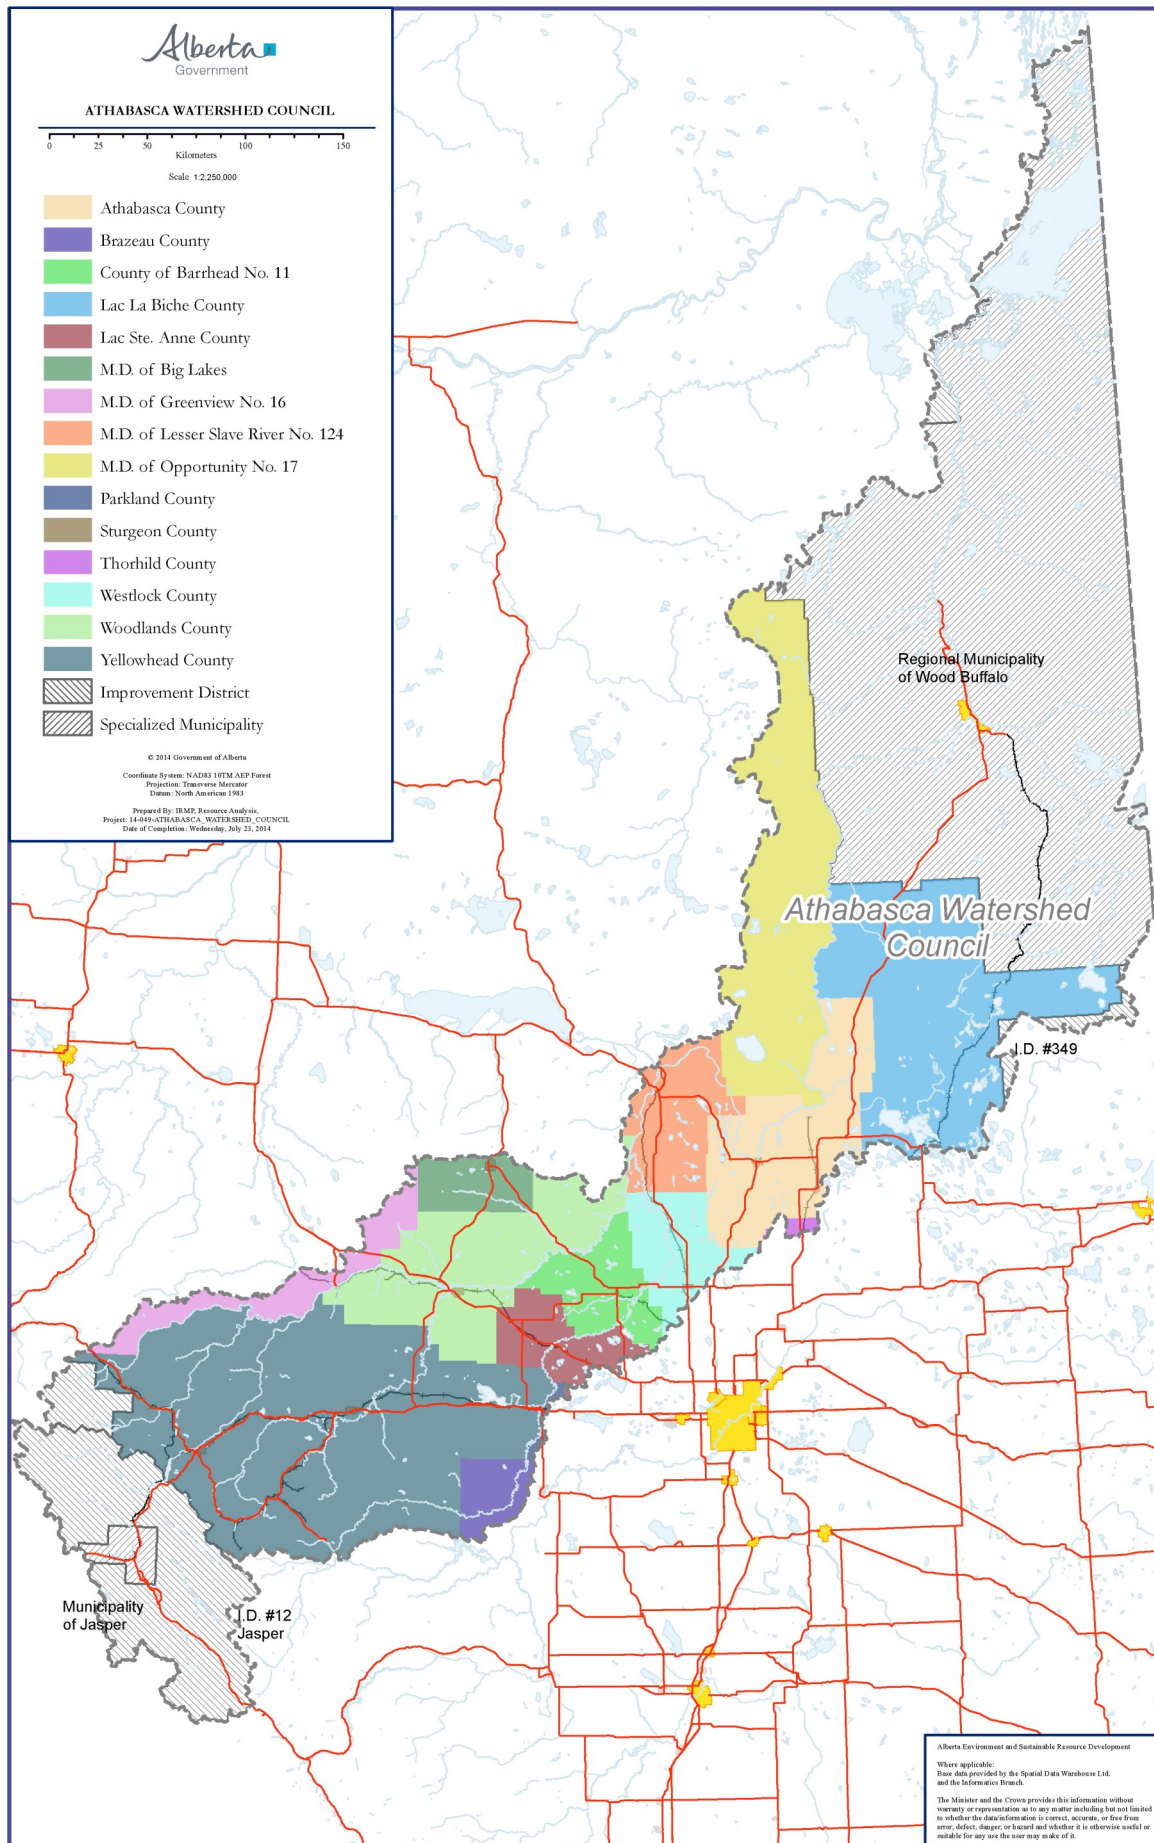 Alberta
Government
ATHABASCA WATERSHED COUNCIL
0 25 50 100 150
Kilometers
Scale 1:2,250,000
Athabasca County
Brazeau County
County of Barrhead No. 11
Lac La Biche County
Lac Ste. Anne County
M.D. of Big Lakes
M.D. of Greenview No. 16
M.D. of Lesser Slave River No. 124
M.D. of Opportunity No. 17
Parkland County
Sturgeon County
Thorhild County
Westlock County
Woodlands County
Yellowhead County
Improvement District
Specialized Municipality
© 2014 Government of Alberta
Coordinate System: NAD83 10TM AEP Forest
Projection: Transverse Mercator
Datum: North American 1983
Prepared By: IRMP, Resource Analysis,
Project: 14-049-ATHABASCA_WATERSHED_COUNCIL
Date of Completion: Wednesday, July 23, 2014
Regional Municipality
of Wood Buffalo
Athabasca Watershed
Council
I.D. #349
Municipality
of Jasper
I.D. #12
Jasper
Alberta Environment and Sustainable Resource Development
Where applicable:
Base data provided by the Spatial Data Warehouse Ltd.
and the Informatics Branch.
The Minister and the Crown provides this information without
warranty or representation as to any matter including but not limited
to whether the data/information is correct, accurate, or free from
error, defect, danger, or hazard and whether it is otherwise useful or
suitable for any use the user may make of it.